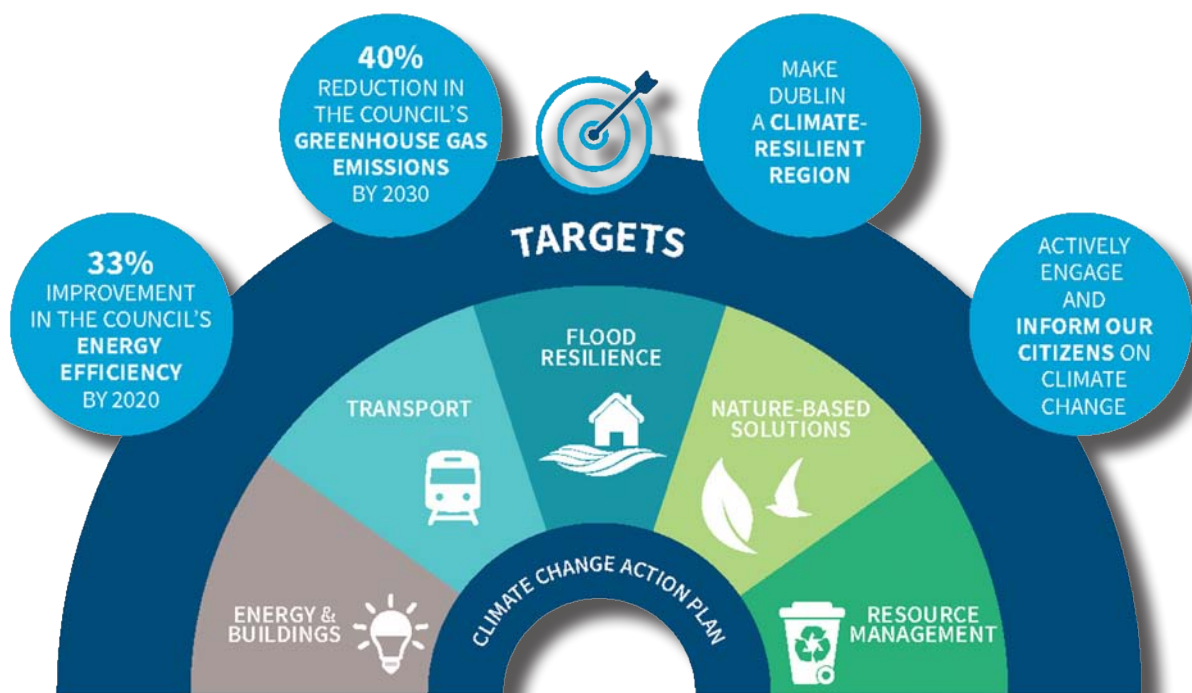 40%
REDUCTION IN
THE COUNCIL'S
GREENHOUSE GAS
EMISSIONS
BY 2030
MAKE
DUBLIN
A CLIMATE-
RESILIENT
REGION
33%
IMPROVEMENT
IN THE COUNCIL'S
ENERGY
EFFICIENCY
BY 2020
TARGETS
ACTIVELY
ENGAGE
AND
INFORM OUR
CITIZENS ON
CLIMATE
CHANGE
FLOOD
RESILIENCE
TRANSPORT
NATURE-BASED
SOLUTIONS
ENERGY &
BUILDINGS
CLIMATE CHANGE ACTION PLAN
RESOURCE
MANAGEMENT